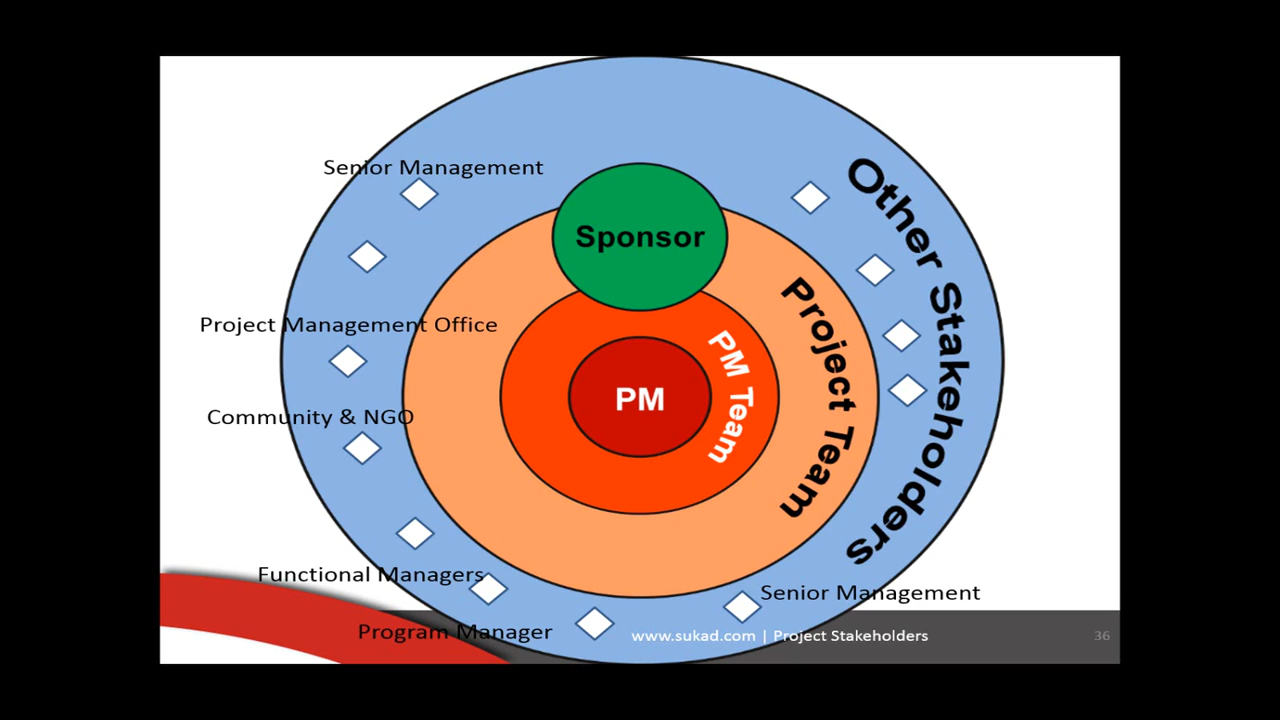 Senior Management
Other Stakeholders
Sponsor
Project Team
Project Management Office
PM Team
PM
Community & NGO
Functional Managers
Senior Management
Program Manager
www.sukad.com | Project Stakeholders
36